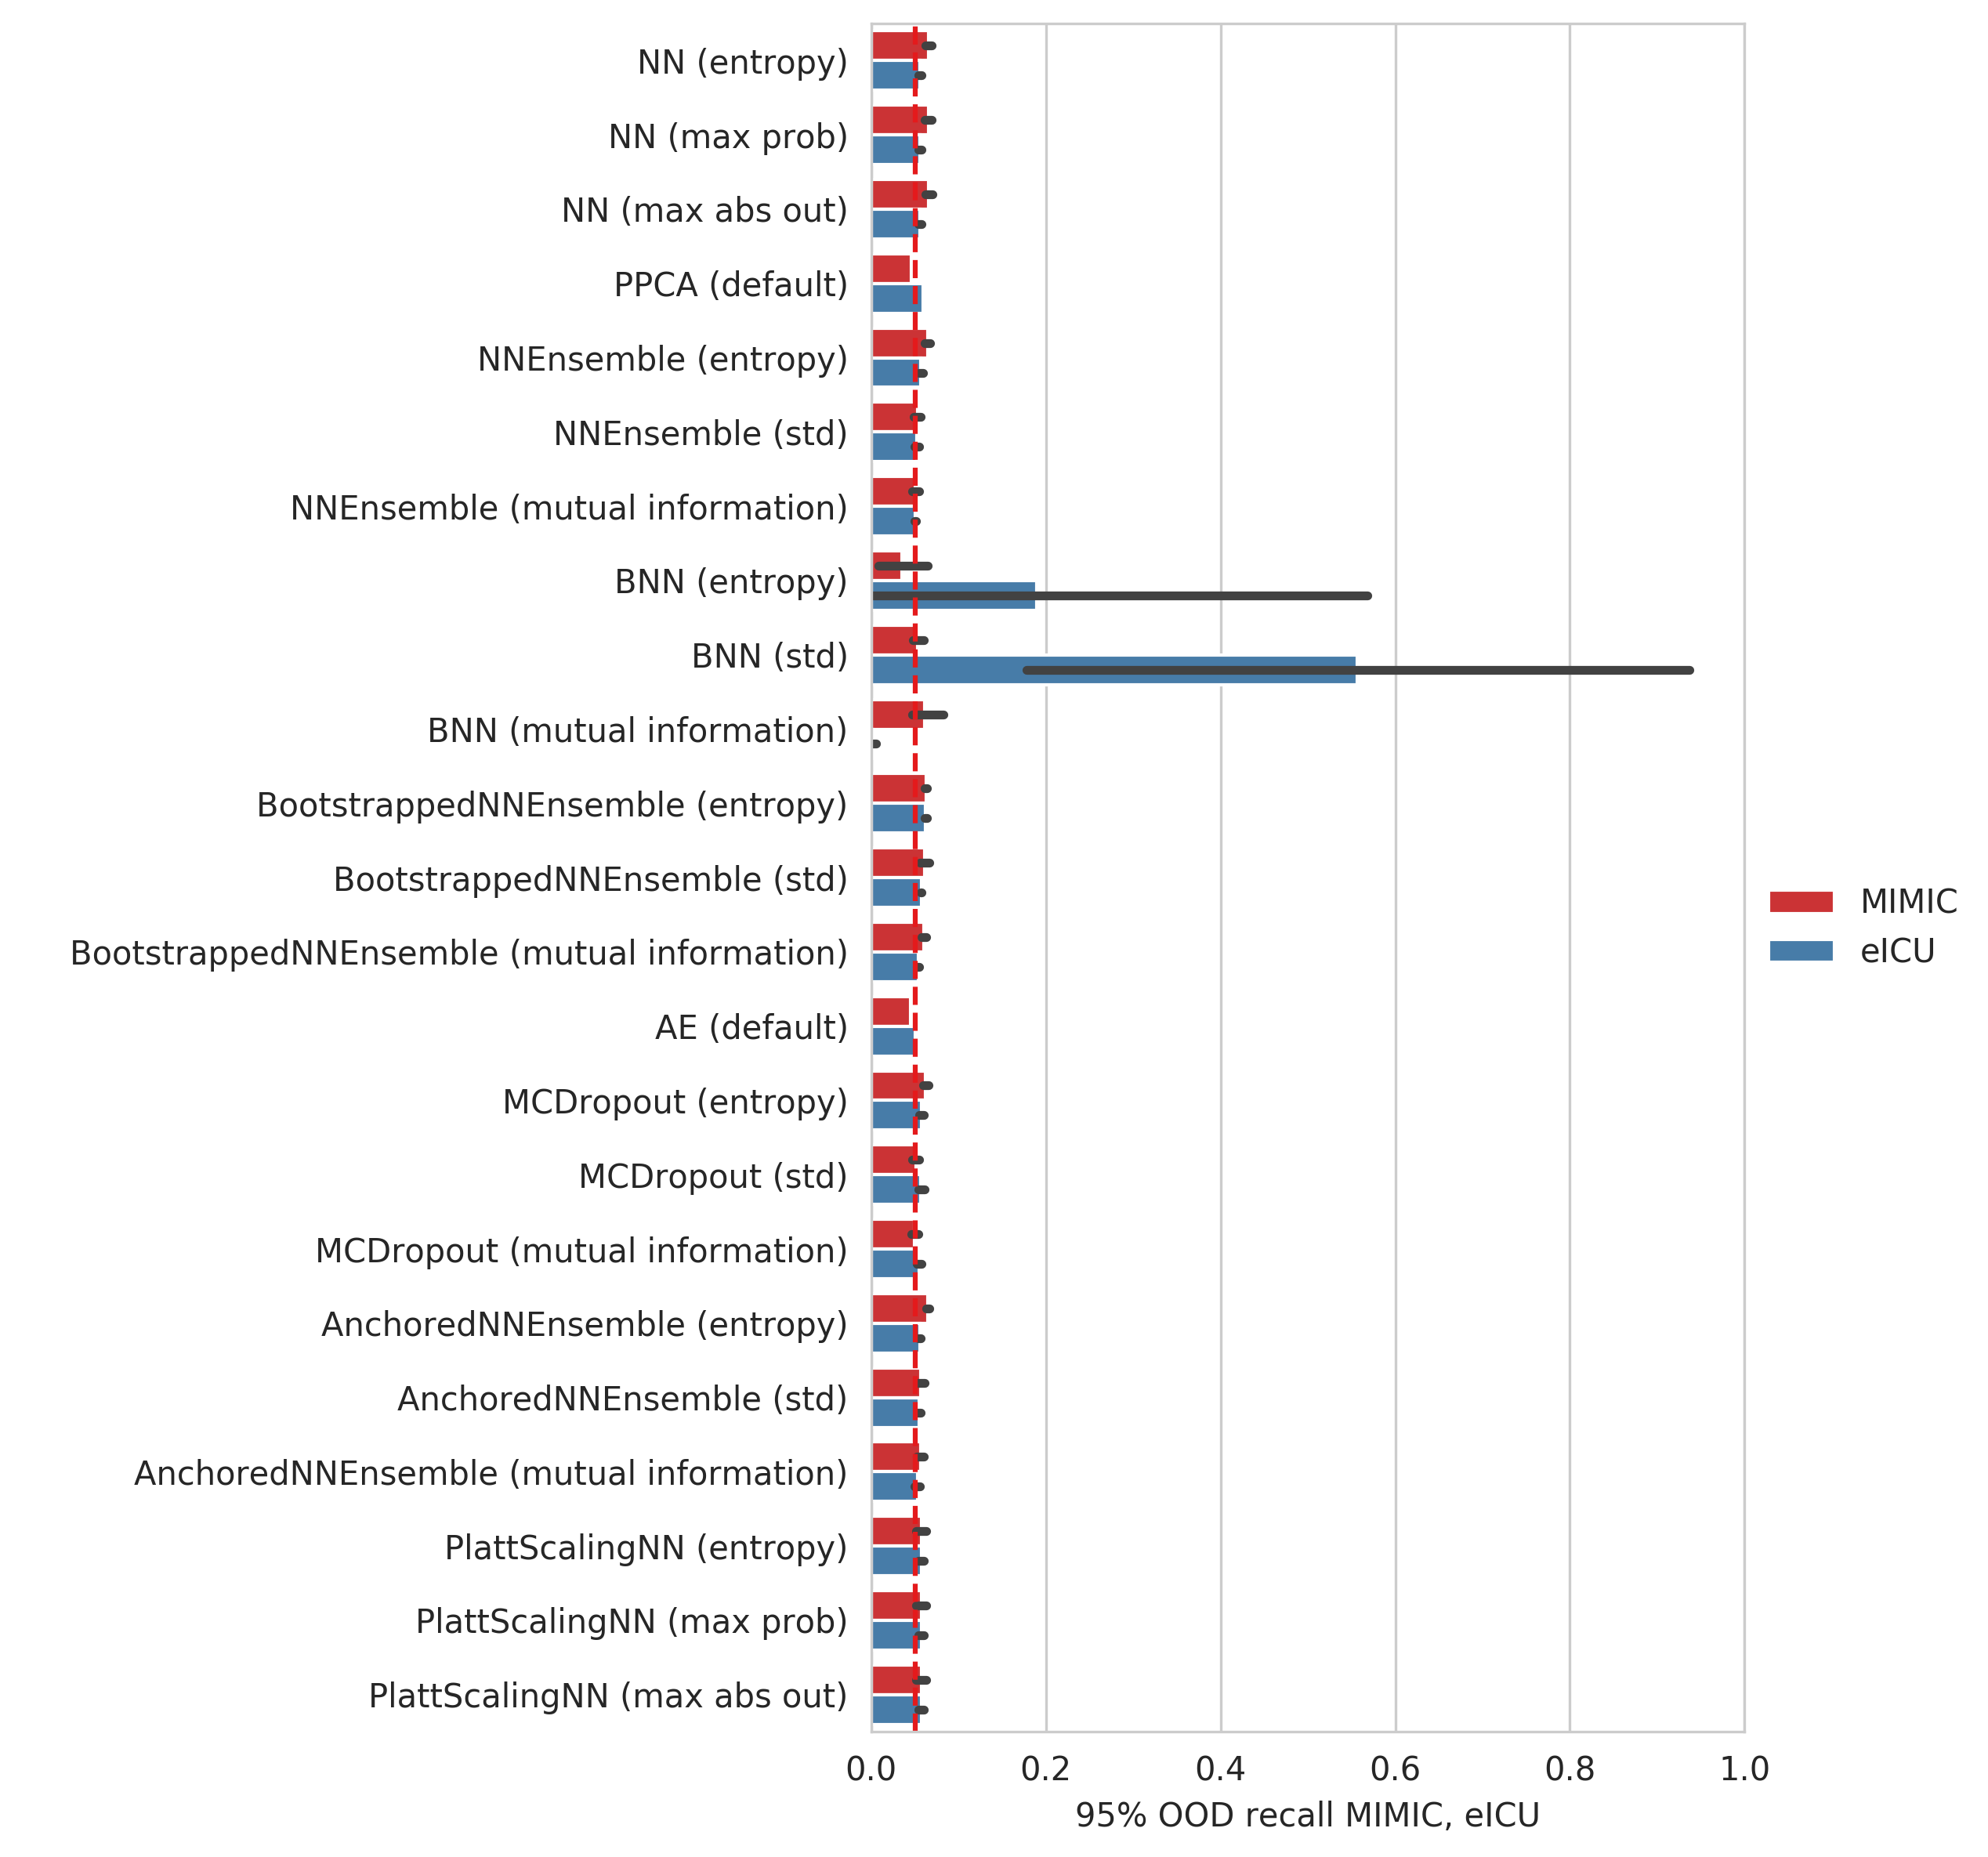 NN (entropy)
NN (max prob)
NN (max abs out)
PPCA (default)
NNEnsemble (entropy)
NNEnsemble (std)
NNEnsemble (mutual information)
BNN (entropy)
BNN (std)
BNN (mutual information)
BootstrappedNNEnsemble (entropy)
BootstrappedNNEnsemble (std)
BootstrappedNNEnsemble (mutual information)
AE (default)
MCDropout (entropy)
MCDropout (std)
MCDropout (mutual information)
AnchoredNNEnsemble (entropy)
AnchoredNNEnsemble (std)
AnchoredNNEnsemble (mutual information)
PlattScalingNN (entropy)
PlattScalingNN (max prob)
PlattScalingNN (max abs out)
0.0 0.2 0.4 0.6 0.8 1.0
95% OOD recall MIMIC, eICU
MIMIC
eICU